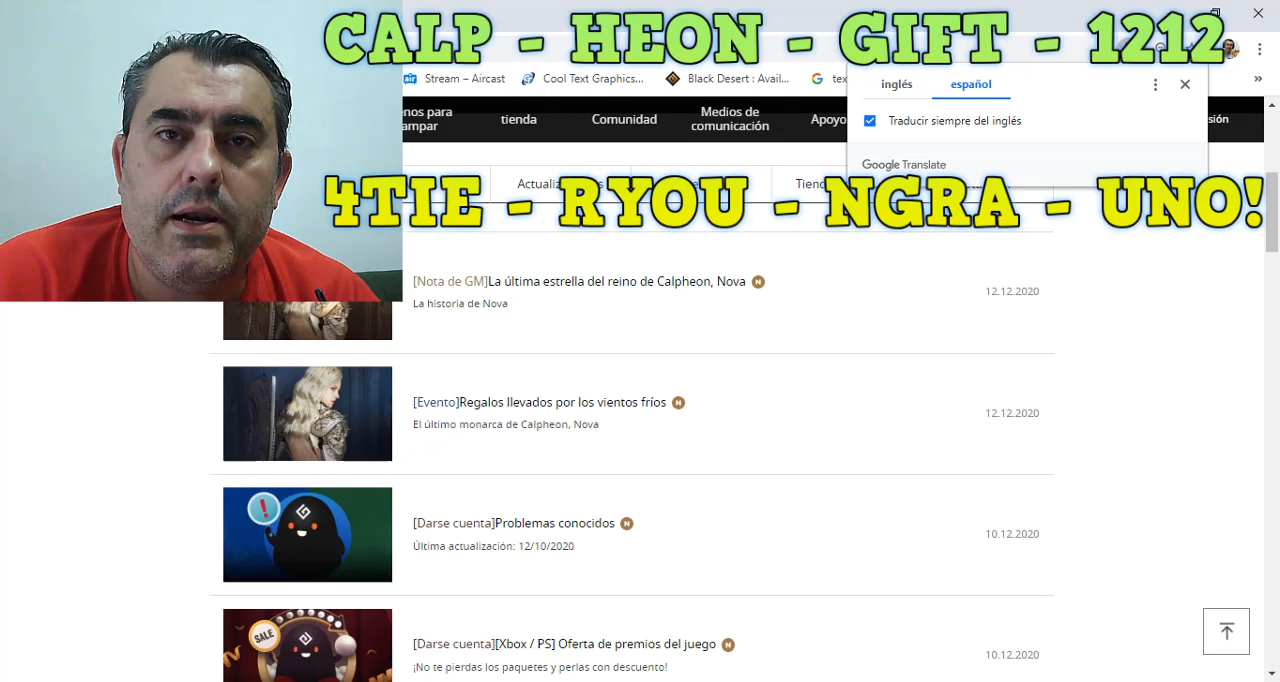 CALP - HEON - GIFT - 1212
Stream – Aircast
Cool Text Graphics...
Black Desert : Avail...
inglés
español
Traducir siempre del inglés
Google Translate
tienda
Comunidad
Medios de
comunicación
Apoyo
4TIE - RYOU - NGRA - UNO!
[Nota de GM]La última estrella del reino de Calpheon, Nova N
La historia de Nova
12.12.2020
[Evento]Regalos llevados por los vientos fríos N
El último monarca de Calpheon, Nova
12.12.2020
[Darse cuenta]Problemas conocidos N
Última actualización: 12/10/2020
10.12.2020
SALE
[Darse cuenta][Xbox / PS] Oferta de premios del juego N
¡No te pierdas los paquetes y perlas con descuento!
10.12.2020